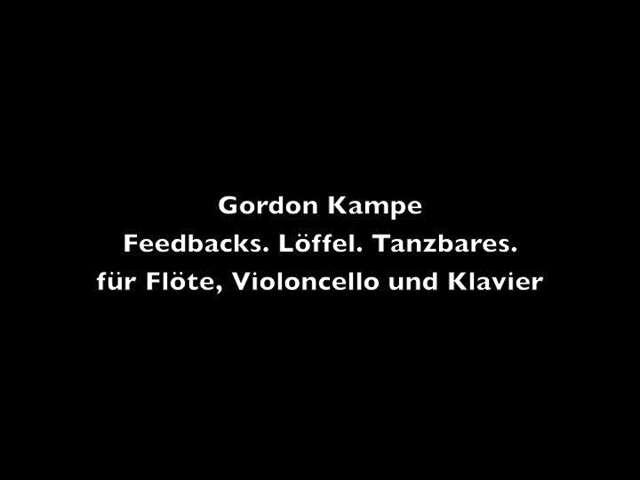 Gordon Kampe
Feedbacks. Löffel. Tanzbares.
für Flöte, Violoncello und Klavier